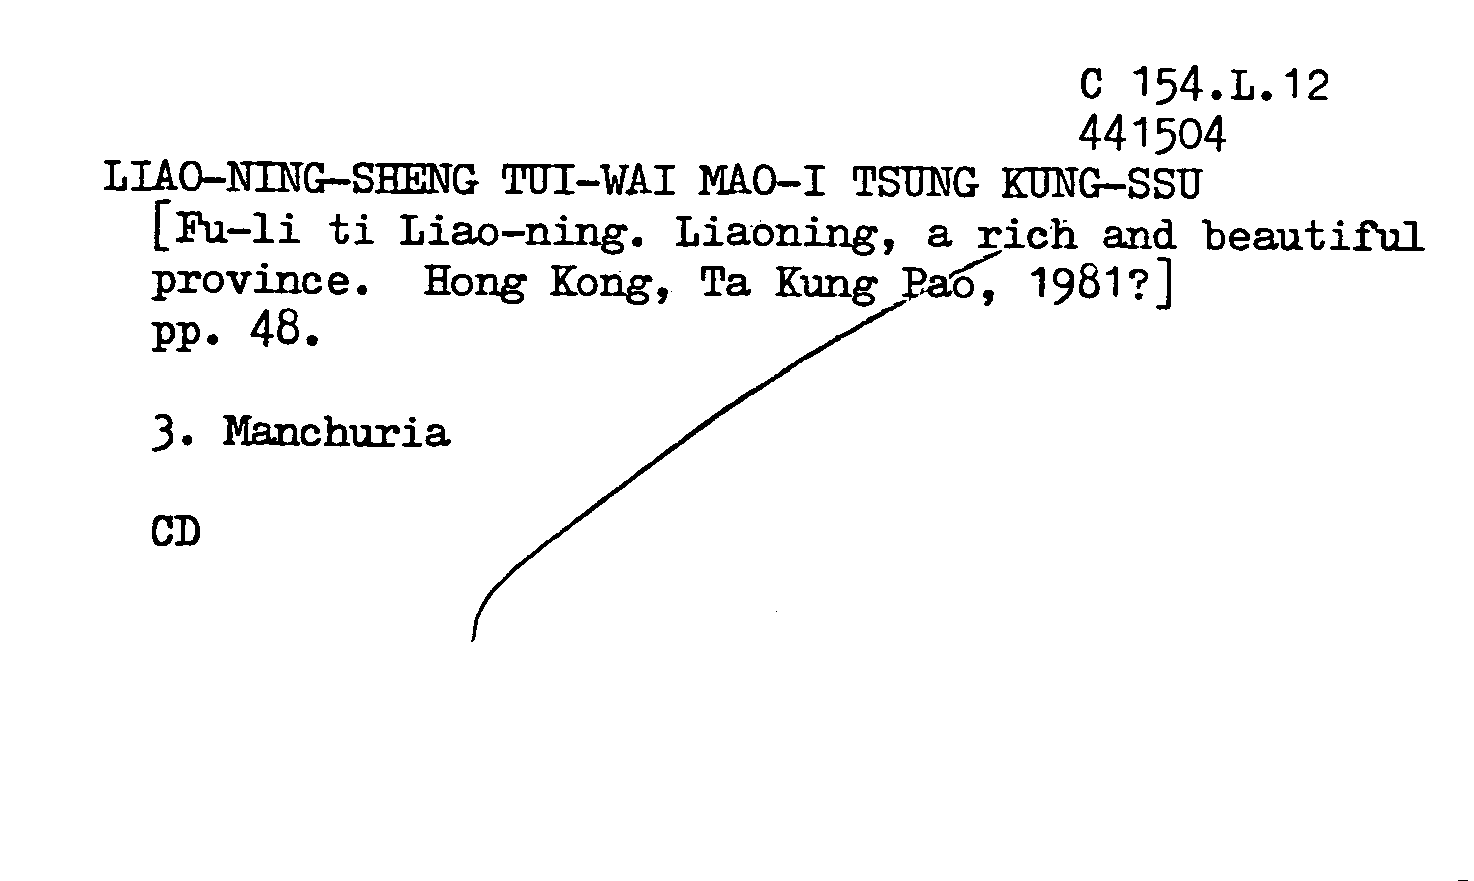 C 154.L.12
441504
LIAO-NING-SHENG TUI-WAI MAO-I TSUNG KUNG-SSU
[Fu-li ti Liao-ning. Liaoning, a rich and beautiful
province. Hong Kong, Ta Kung Pao, 1981?]
pp. 48.
3. Manchuria
CD